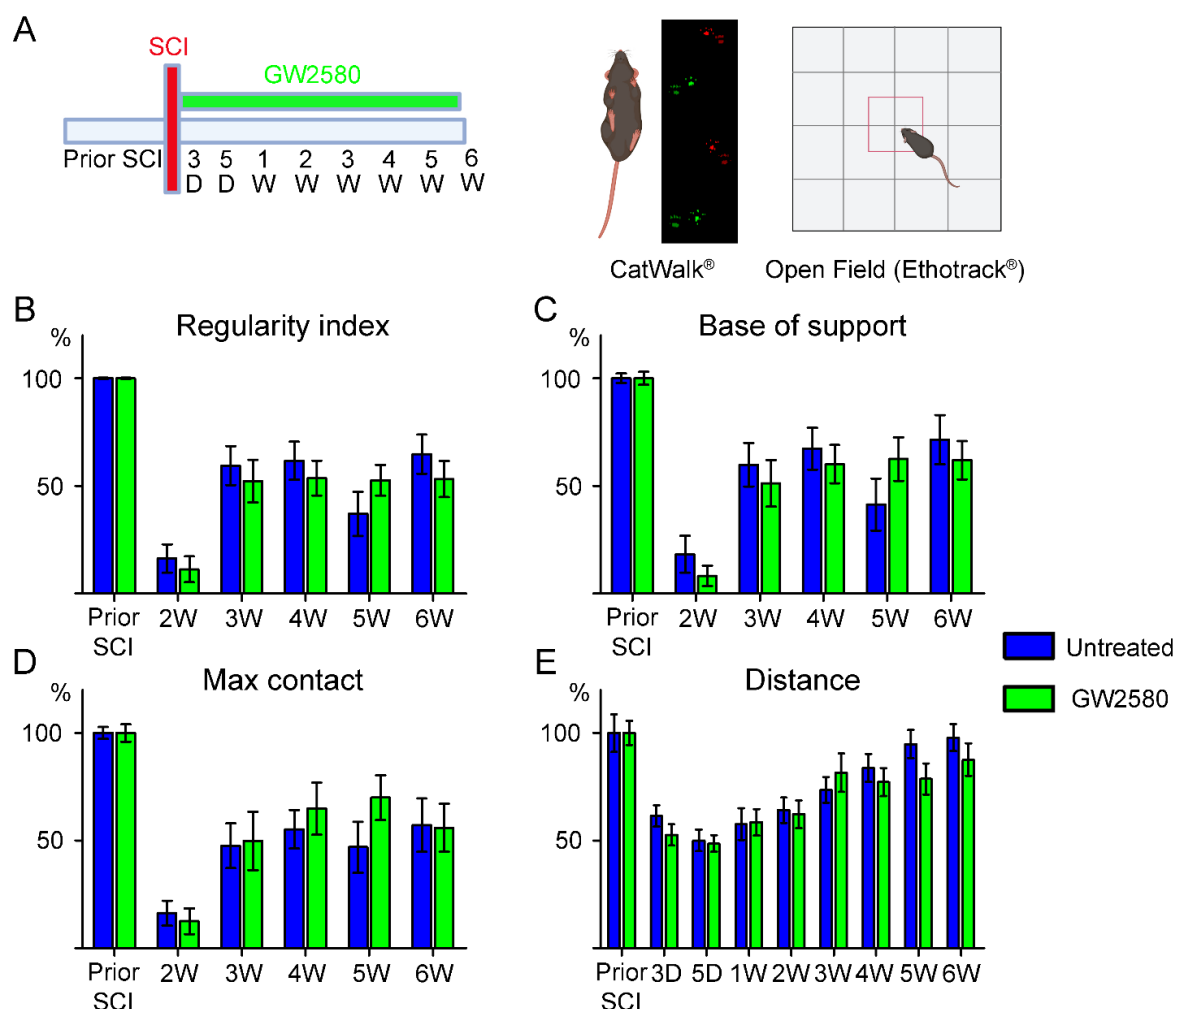 A
SCI
GW2580
Prior SCI 3 5 1 2 3 4 5 6
D D W W W W W W
CatWalk®
Open Field (Ethotrack®)
B
Regularity index
%
100
50
Prior 2W 3W 4W 5W 6W
SCI
C
Base of support
%
100
50
Prior 2W 3W 4W 5W 6W
SCI
Untreated
GW2580
D
Max contact
%
100
50
Prior 2W 3W 4W 5W 6W
SCI
E
Distance
%
100
50
Prior 3D 5D 1W 2W 3W 4W 5W 6W
SCI